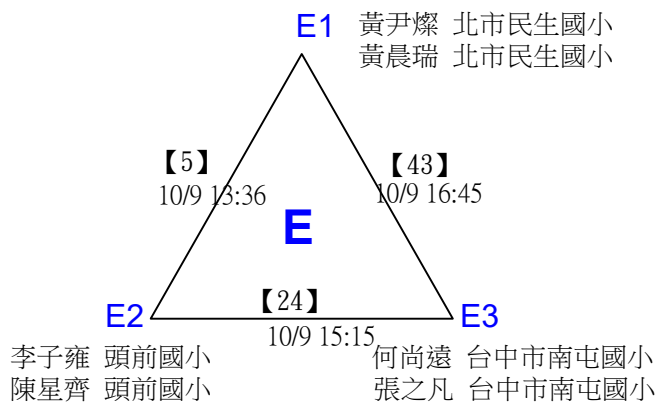 E1 黃尹燦 北市民生國小
黃晨瑞 北市民生國小
【5】
10/9 13:36
【43】
10/9 16:45
E
【24】
10/9 15:15
E2
李子雍 頭前國小
陳星齊 頭前國小
E3
何尚遠 台中市南屯國小
張之凡 台中市南屯國小